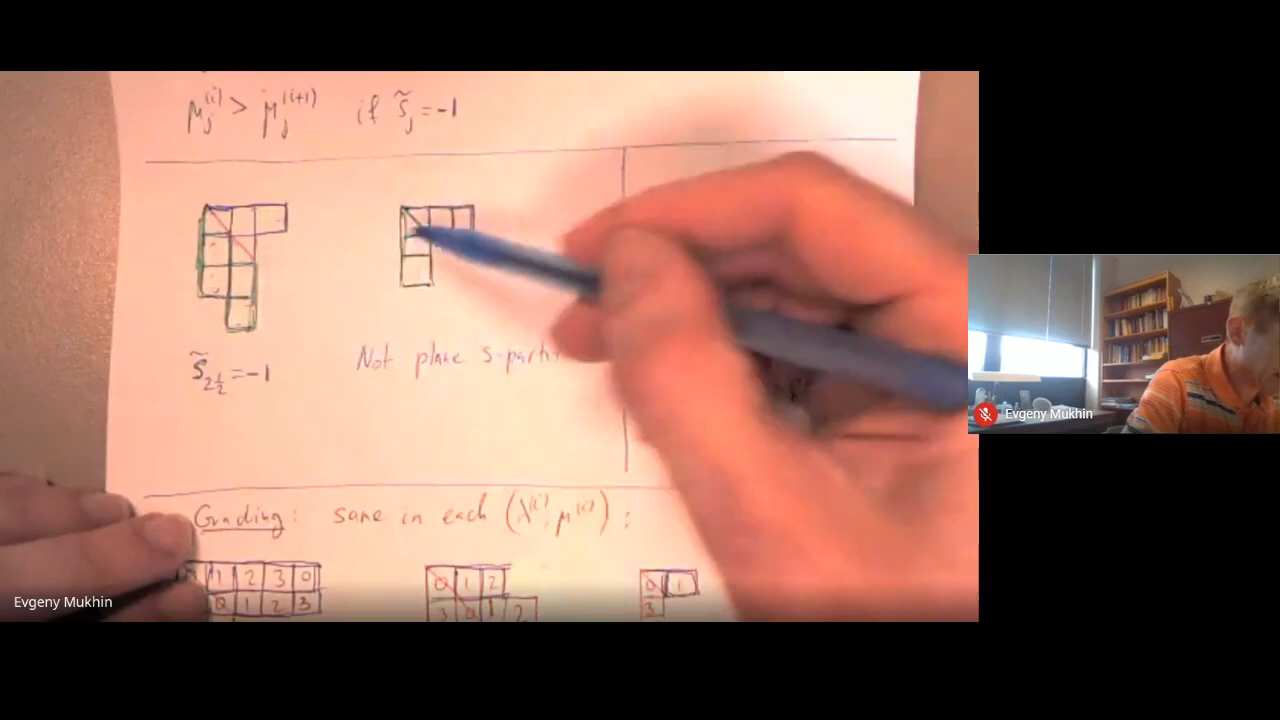 μ_j^{(i)} > μ_j^{(i+1)} if s̃_j = -1
s̃_{2½} = -1
Not plane s-parti
Grading: same in each (λ^{(i)}, μ^{(i)}):
1 2 3 0
0 1 2 3
0 1 2
3 0 1 2
0 1
3
Evgeny Mukhin
Evgeny Mukhin